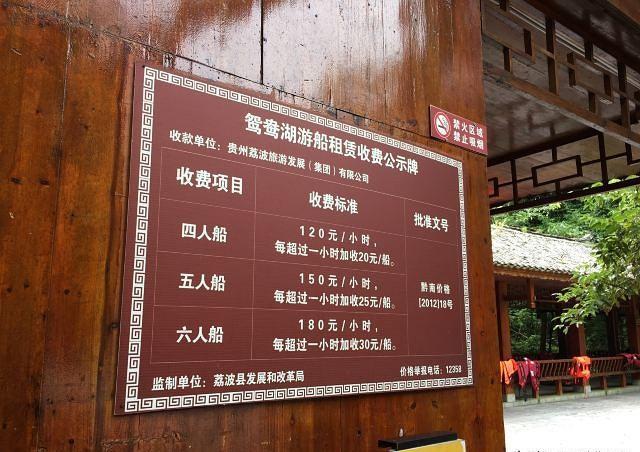 鸳鸯湖游船租赁收费公示牌
收款单位：贵州荔波旅游发展（集团）有限公司
收费项目 收费标准 批准文号
四人船 120元/小时，
每超过一小时加收20元/船。
五人船 150元/小时，
每超过一小时加收25元/船。
黔南价格
[2012]18号
六人船 180元/小时，
每超过一小时加收30元/船。
监制单位：荔波县发展和改革局 价格举报电话：12358
禁火区域
禁止吸烟